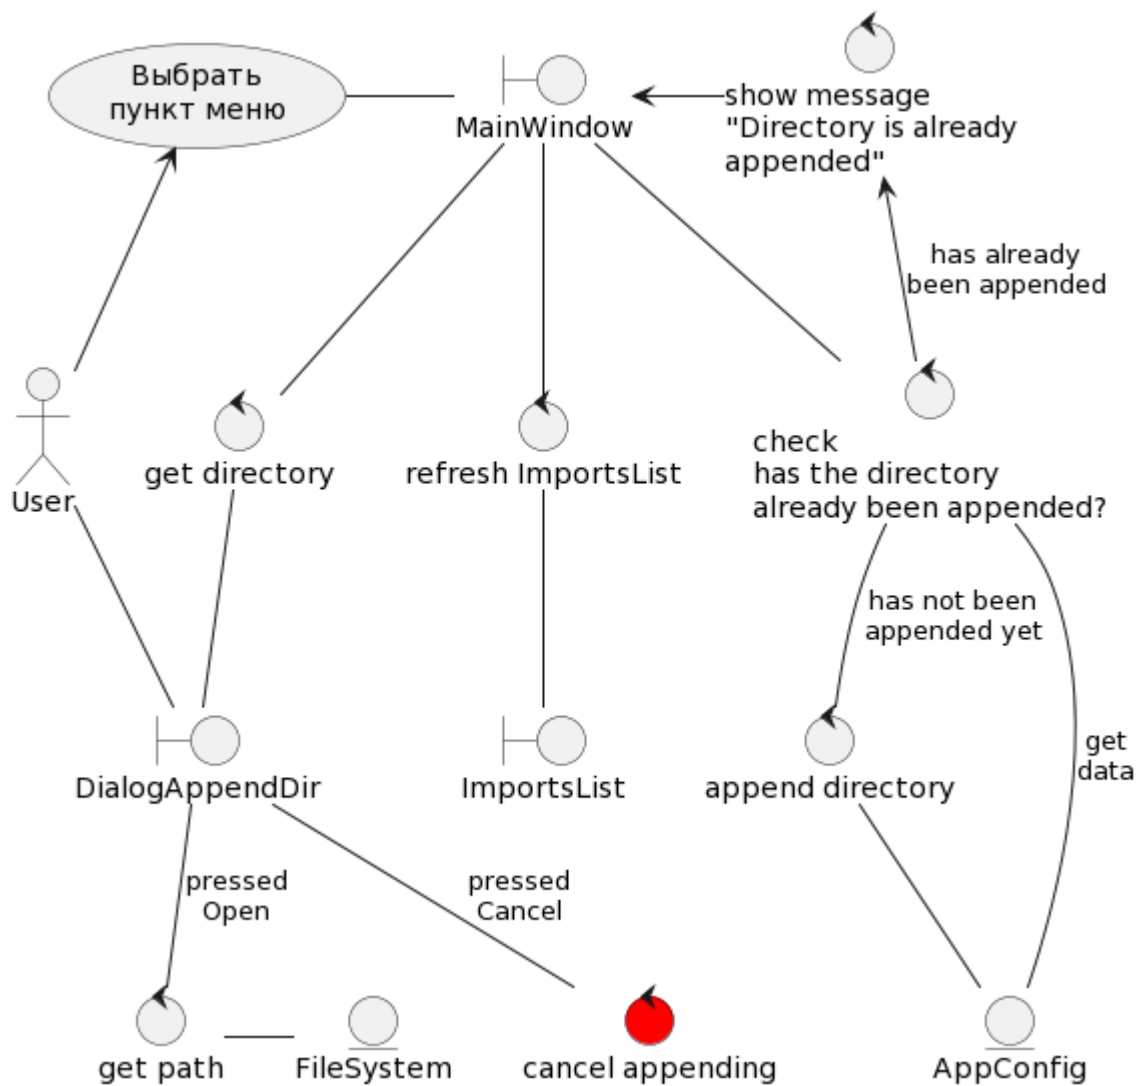 Выбрать
пункт меню
MainWindow
show message
"Directory is already
appended"
has already
been appended
User
get directory
refresh ImportsList
check
has the directory
already been appended?
has not been
appended yet
get
data
DialogAppendDir
ImportsList
append directory
pressed
Open
pressed
Cancel
get path
FileSystem
cancel appending
AppConfig